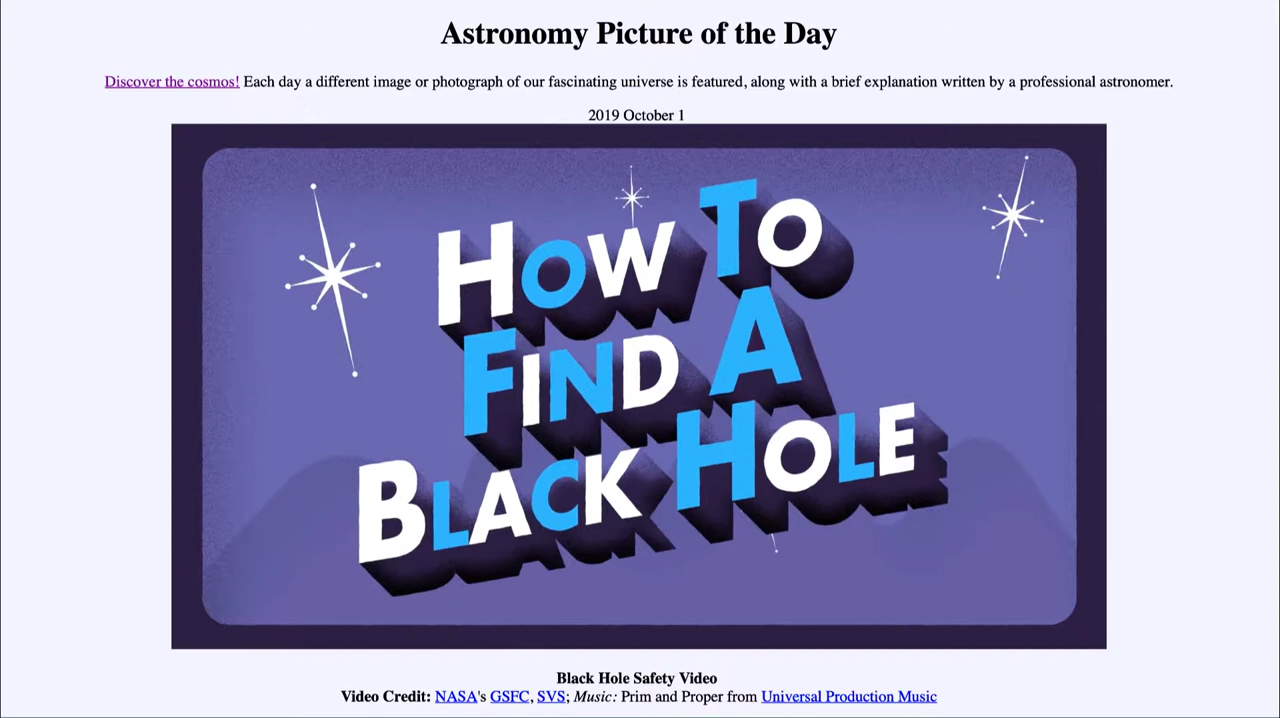 Astronomy Picture of the Day
Discover the cosmos! Each day a different image or photograph of our fascinating universe is featured, along with a brief explanation written by a professional astronomer.
2019 October 1
HOW TO
FIND A
BLACK HOLE
Black Hole Safety Video
Video Credit: NASA's GSFC, SVS; Music: Prim and Proper from Universal Production Music